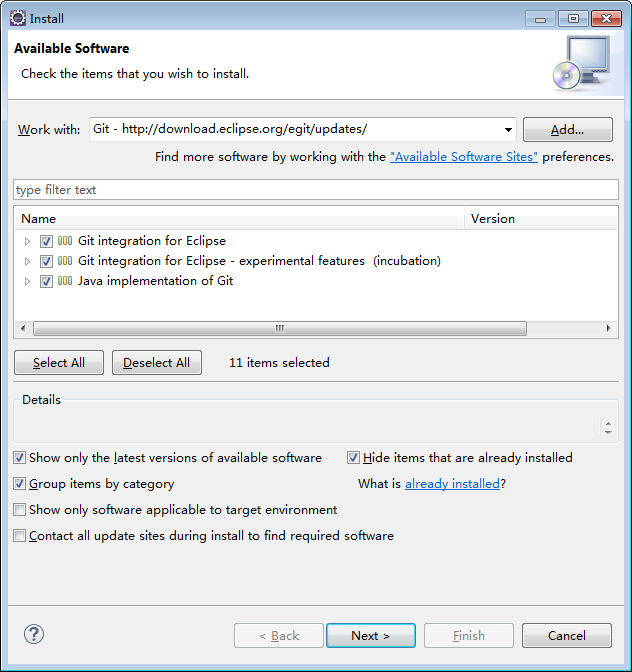 Install
Available Software
Check the items that you wish to install.
Work with: Git - http://download.eclipse.org/egit/updates/ Add...
Find more software by working with the "Available Software Sites" preferences.
type filter text
Name Version
Git integration for Eclipse
Git integration for Eclipse - experimental features (incubation)
Java implementation of Git
Select All Deselect All 11 items selected
Details
Show only the latest versions of available software Hide items that are already installed
Group items by category What is already installed?
Show only software applicable to target environment
Contact all update sites during install to find required software
? < Back Next > Finish Cancel